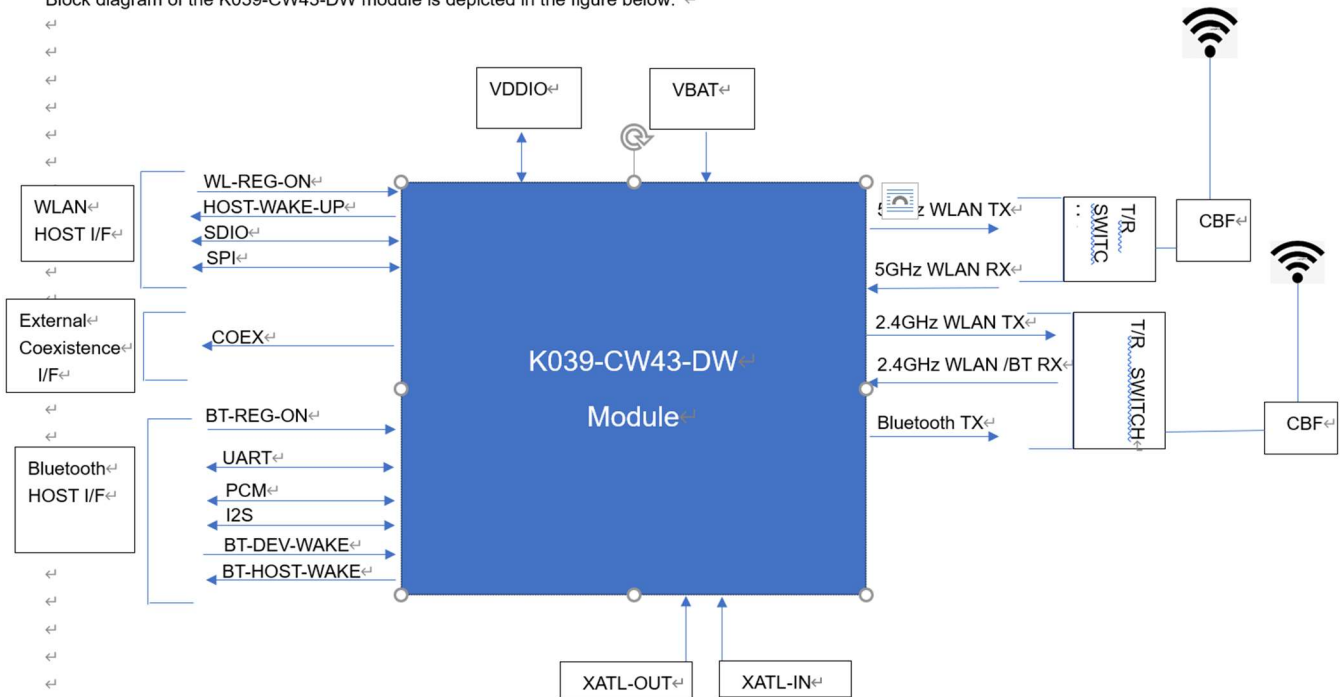 Block diagram of the K039-CW43-DW module is depicted in the figure below.
VDDIO
VBAT
WLAN
HOST I/F
WL-REG-ON
HOST-WAKE-UP
SDIO
SPI
External
Coexistence
I/F
COEX
Bluetooth
HOST I/F
BT-REG-ON
UART
PCM
I2S
BT-DEV-WAKE
BT-HOST-WAKE
K039-CW43-DW
Module
WLAN TX
5GHz WLAN RX
2.4GHz WLAN TX
2.4GHz WLAN /BT RX
Bluetooth TX
T/R
SWITC
CBF
T/R SWITCH
CBF
XATL-OUT
XATL-IN